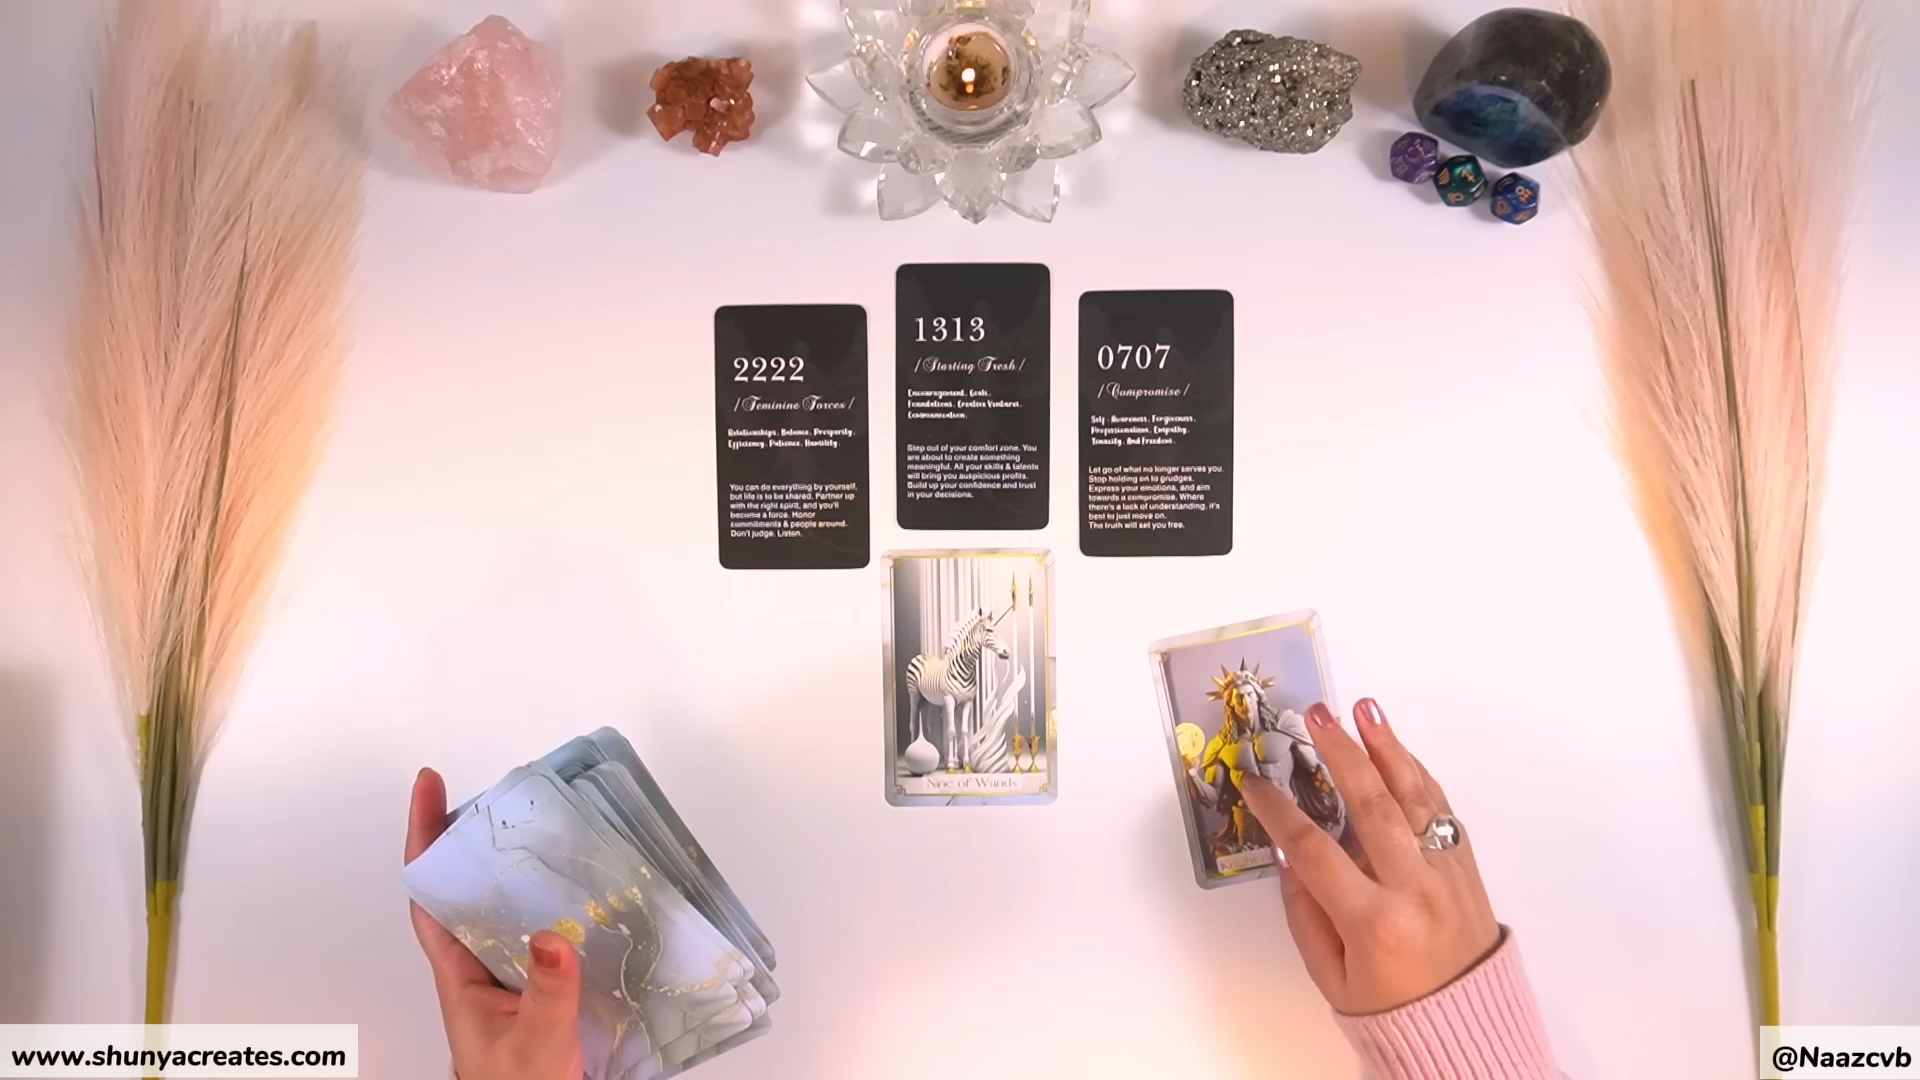 2222
/Feminine Forces/
Relationships, Balance, Prosperity,
Efficiency, Patience, Humility.
You can do everything by yourself,
but life is to be shared. Partner up
with the right spirit, and you'll
become a force. Honor
commitments & people around.
Don't judge. Listen.
1313
/Starting Fresh/
Encouragement, Goals,
Foundations, Creative Ventures,
Communication.
Step out of your comfort zone. You
are about to create something
meaningful. All your skills & talents
will bring you auspicious profits.
Build up your confidence and trust
in your decisions.
0707
/Compromise/
Self-Awareness, Forgiveness,
Professionalism, Empathy,
Tenacity, And Freedom.
Let go of what no longer serves you.
Stop holding on to grudges.
Express your emotions, and aim
towards a compromise. Where
there's a lack of understanding, it's
best to just move on.
The truth will set you free.
Nine of Wands
Knight
www.shunyacreates.com
@Naazcvb